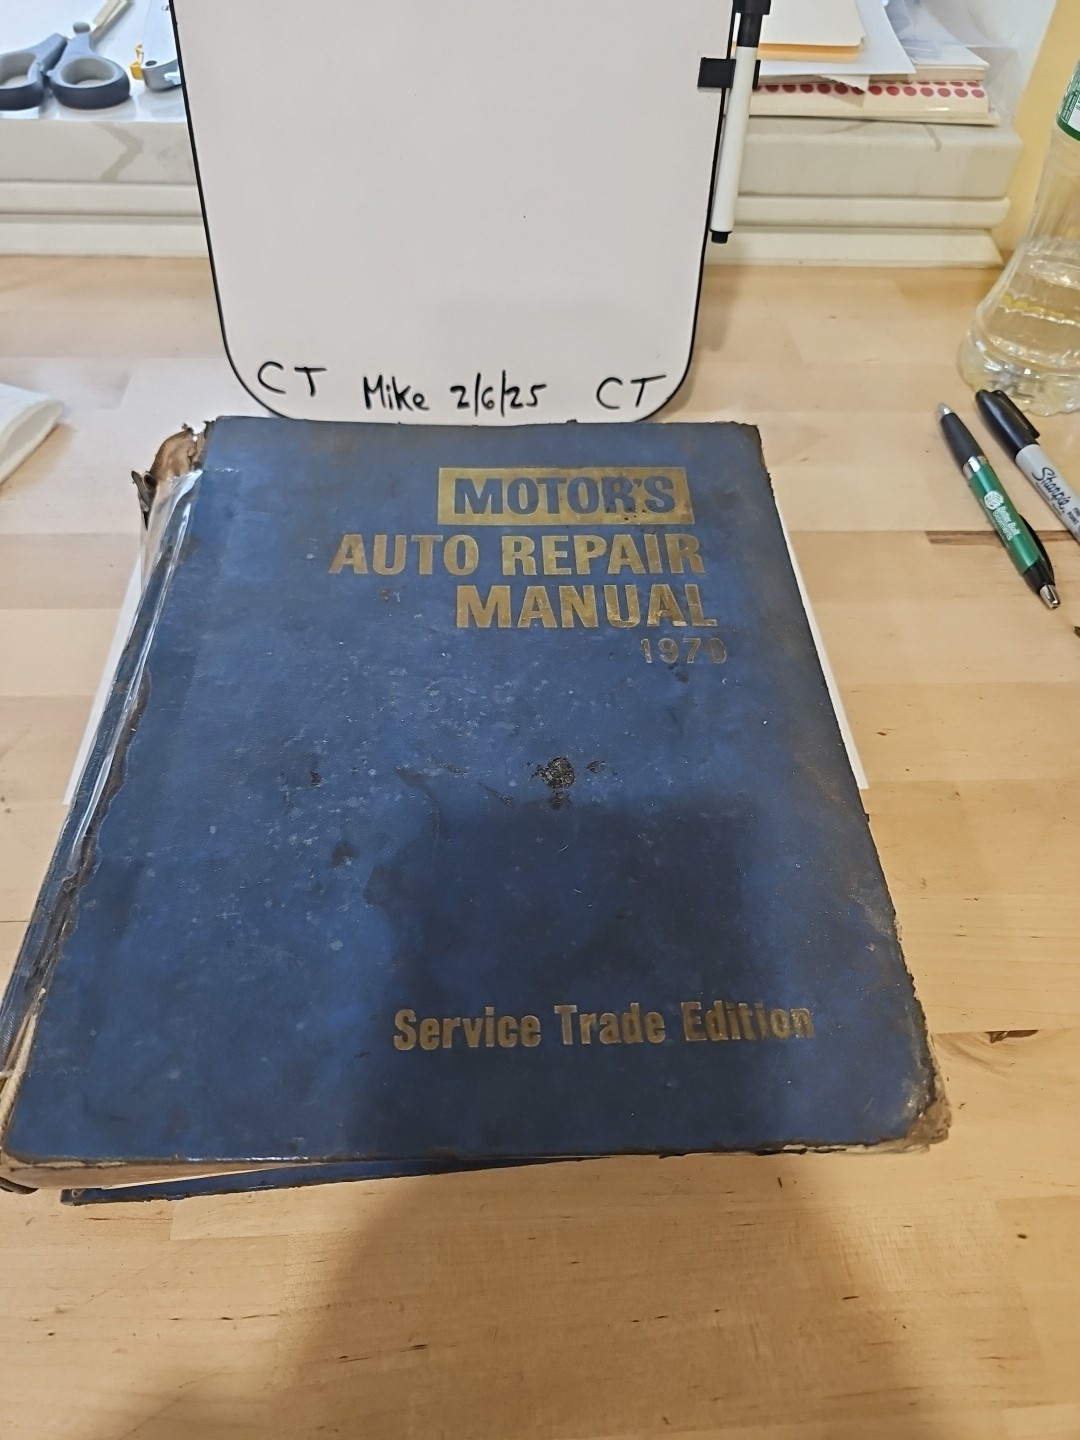 CT Mike 2/6/25 CT
MOTOR'S
AUTO REPAIR
MANUAL
1970
Service Trade Edition
Sharpie